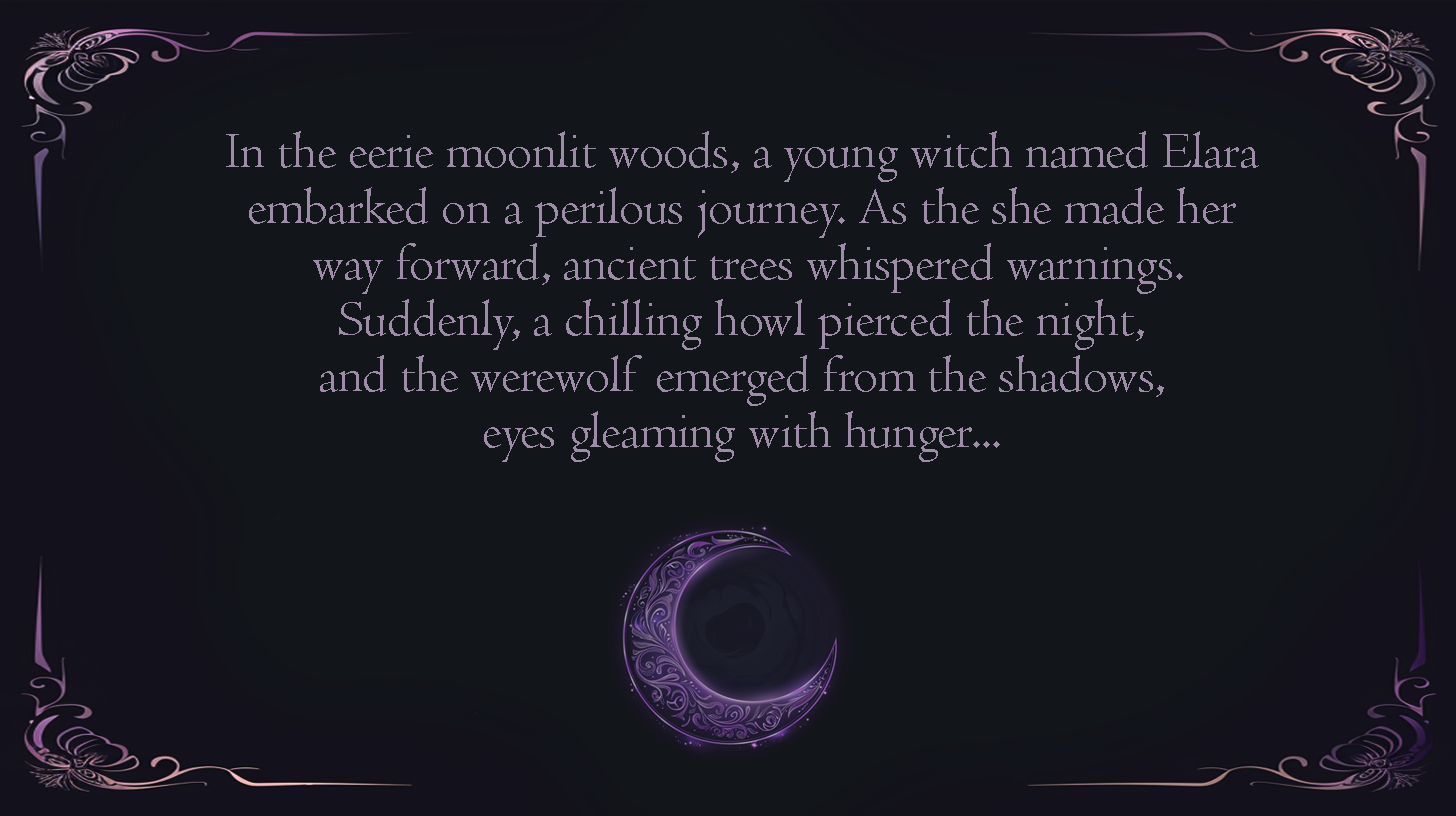 In the eerie moonlit woods, a young witch named Elara
embarked on a perilous journey. As the she made her
way forward, ancient trees whispered warnings.
Suddenly, a chilling howl pierced the night,
and the werewolf emerged from the shadows,
eyes gleaming with hunger...